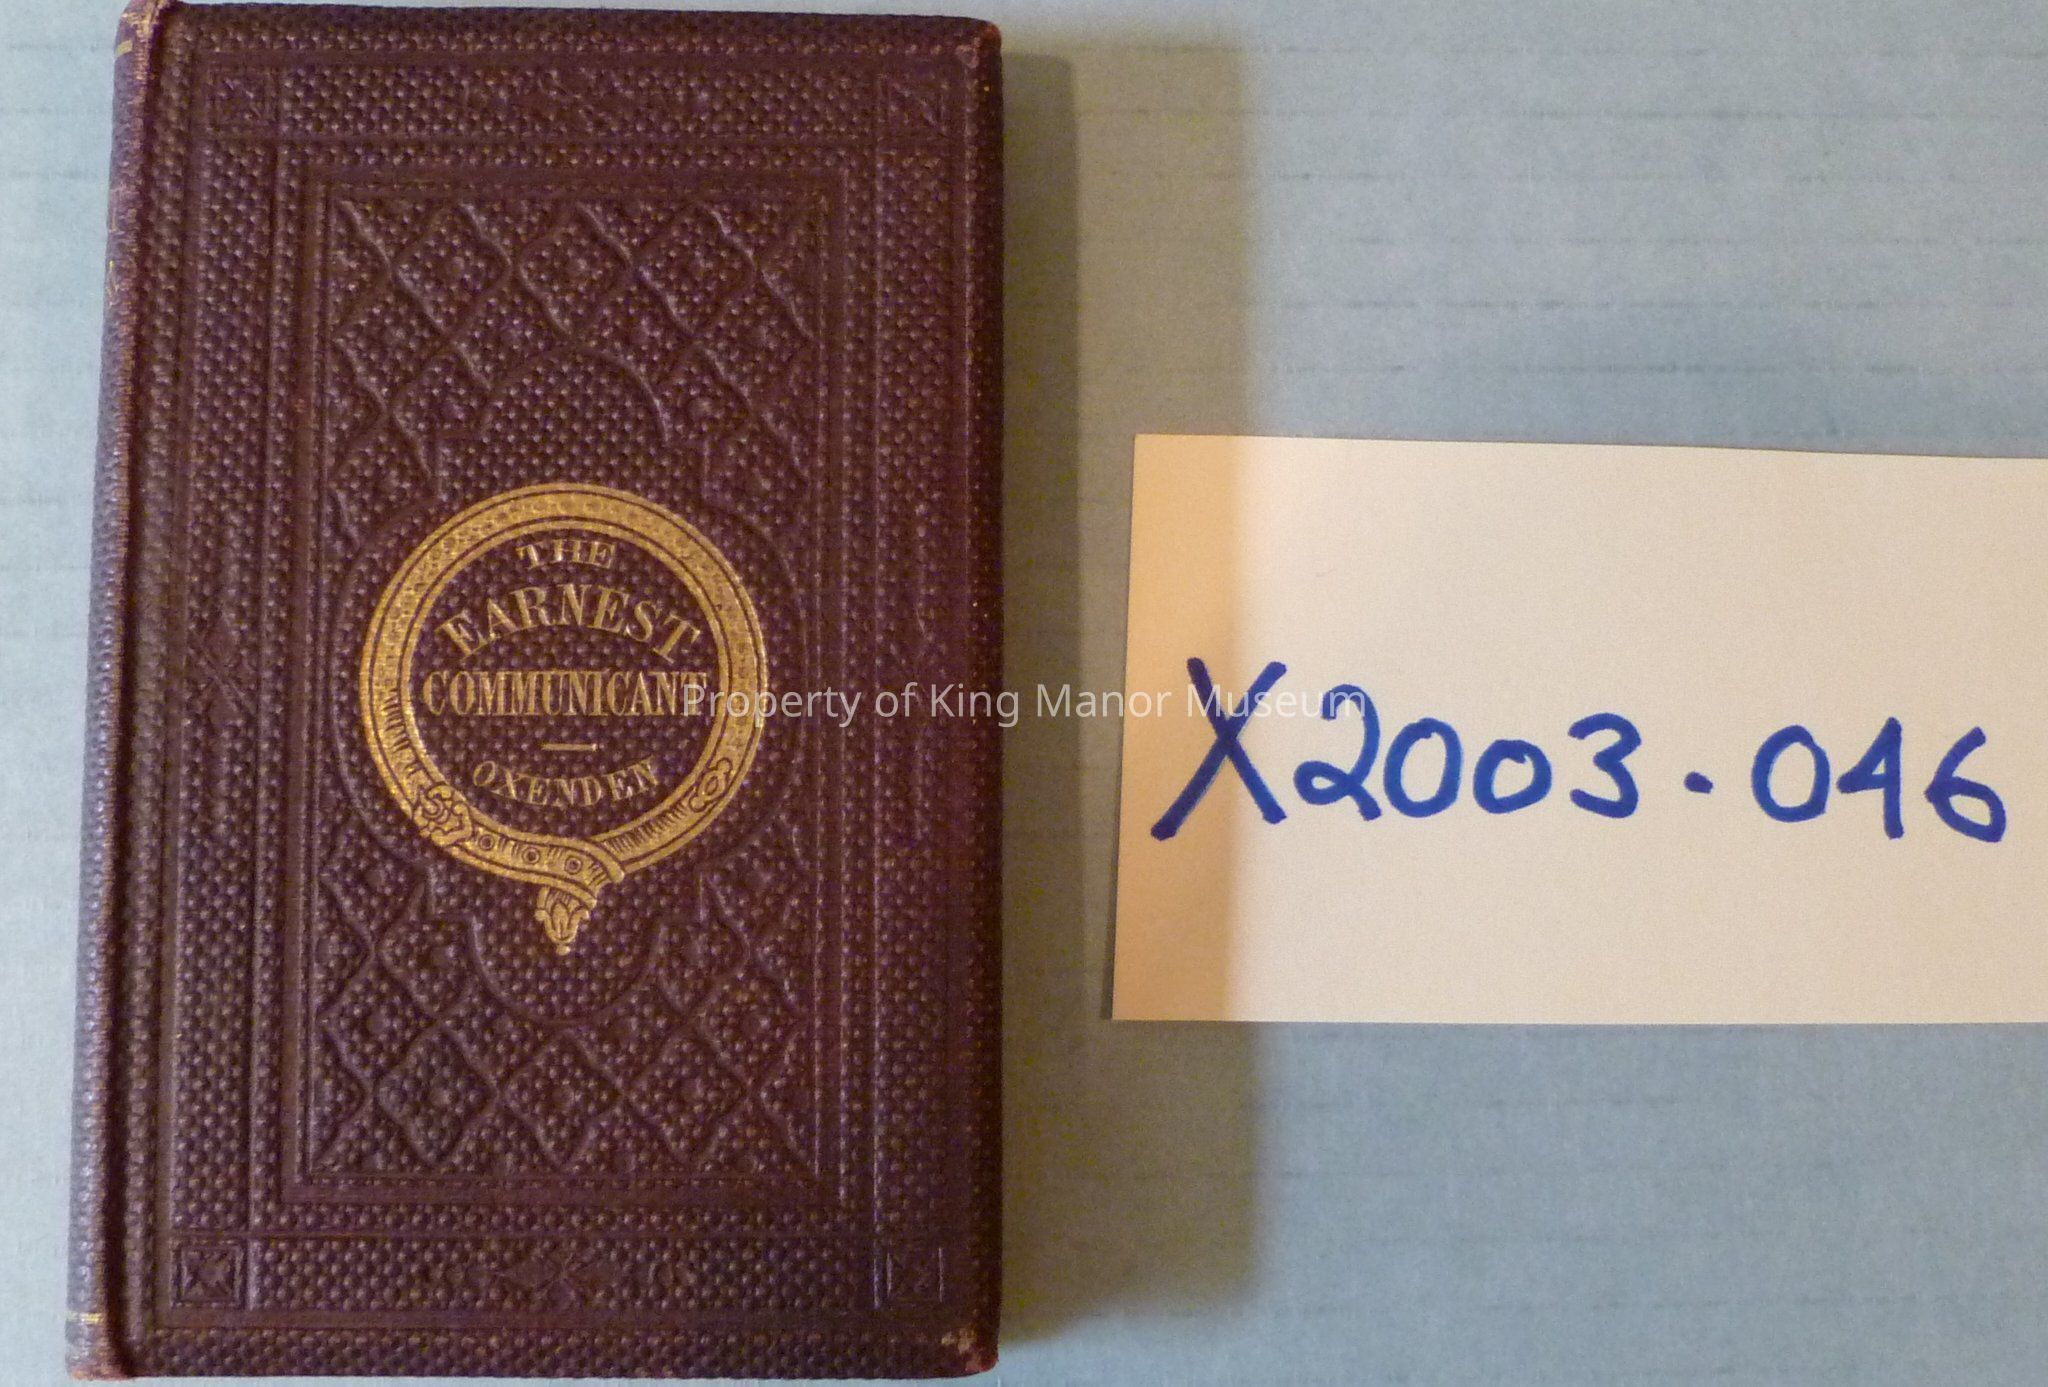 THE
EARNEST
COMMUNICANT
OXENDEN
Property of King Manor Museum
X2003.046